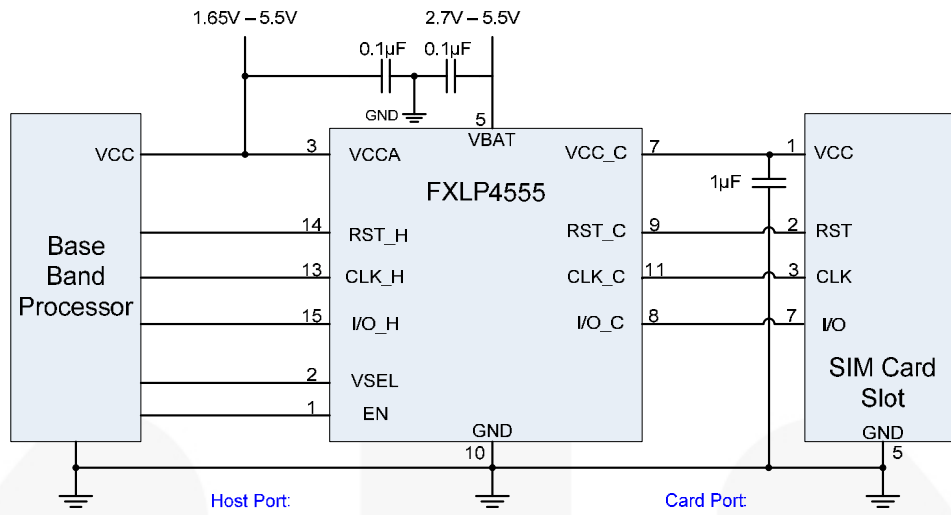 1.65V – 5.5V
2.7V – 5.5V
0.1µF
0.1µF
GND
5
VBAT
VCC
3
VCCA
VCC_C
7
1
VCC
FXLP4555
1µF
Base
Band
Processor
14
RST_H
RST_C
9
2
RST
13
CLK_H
CLK_C
11
3
CLK
15
I/O_H
I/O_C
8
7
I/O
SIM Card
Slot
2
VSEL
1
EN
GND
10
GND
5
Host Port:
Card Port: